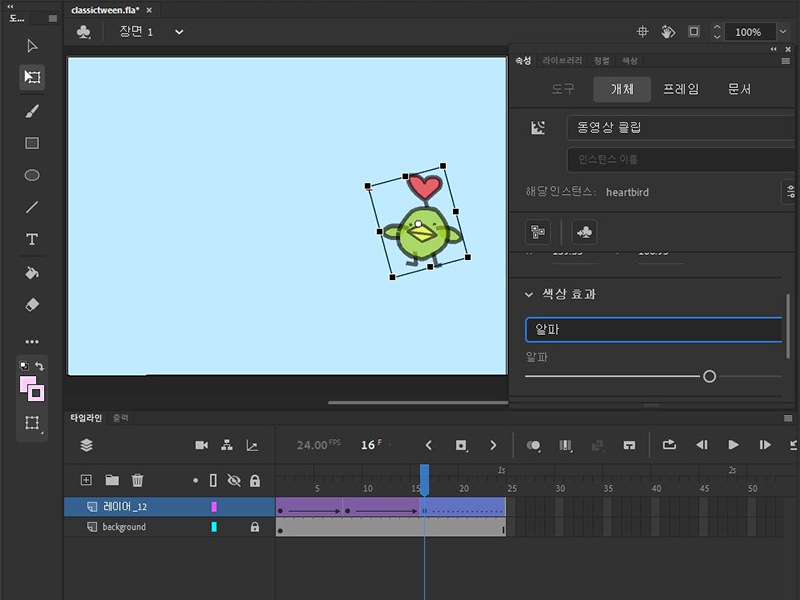 도...
classictween.fla*
장면 1
100%
속성 라이브러리 정렬 색상
도구 개체 프레임 문서
동영상 클립
인스턴스 이름
해당 인스턴스: heartbird
색상 효과
알파
알파
타임라인 출력
24.00 FPS 16 F
1s 2s
5 10 15 20 25 30 35 40 45 50
레이어_12
background